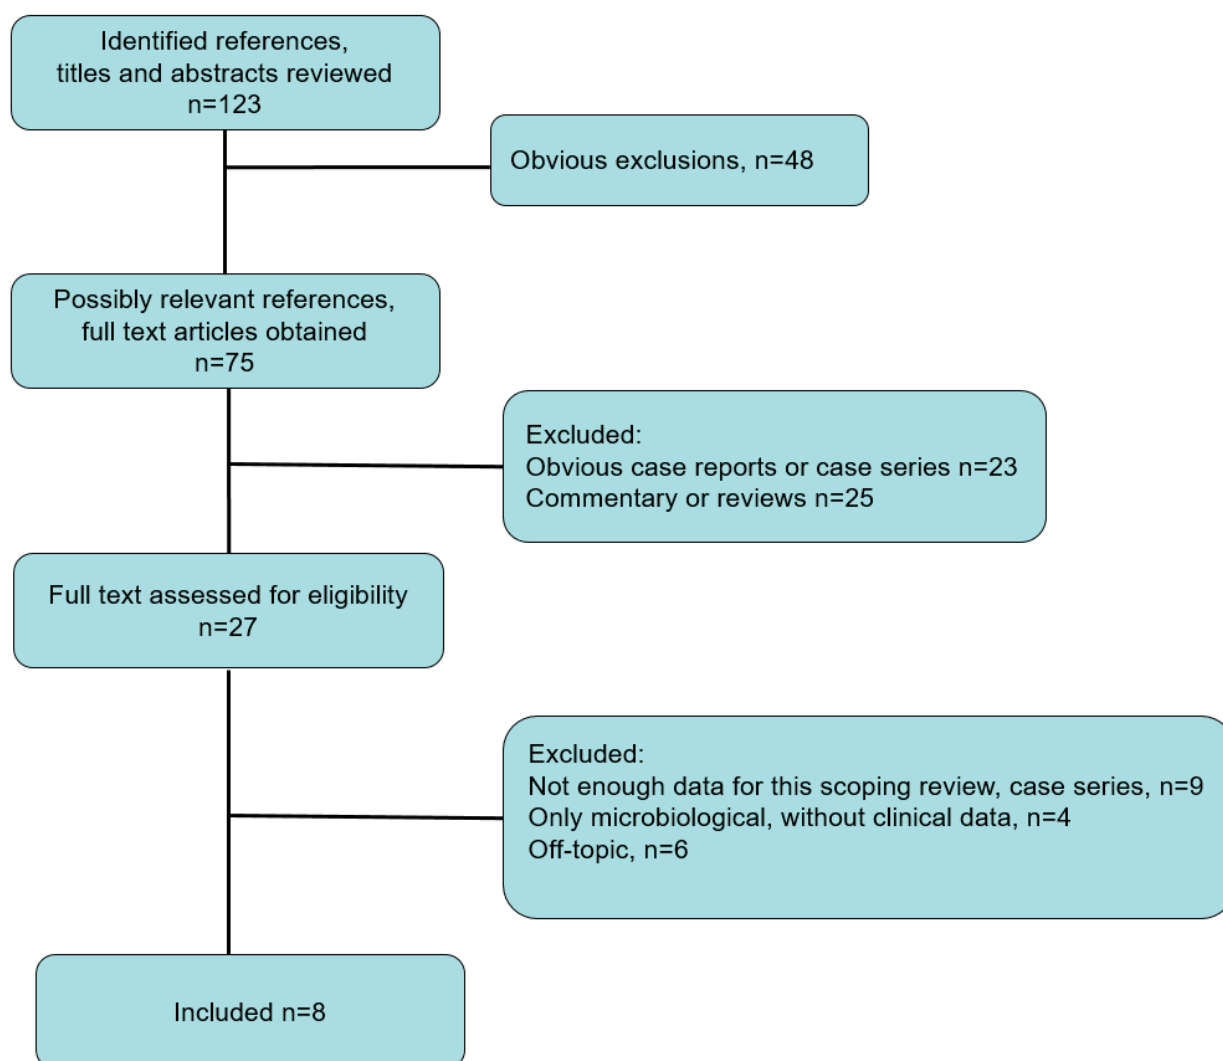 Identified references,
titles and abstracts reviewed
n=123
Obvious exclusions, n=48
Possibly relevant references,
full text articles obtained
n=75
Excluded:
Obvious case reports or case series n=23
Commentary or reviews n=25
Full text assessed for eligibility
n=27
Excluded:
Not enough data for this scoping review, case series, n=9
Only microbiological, without clinical data, n=4
Off-topic, n=6
Included n=8